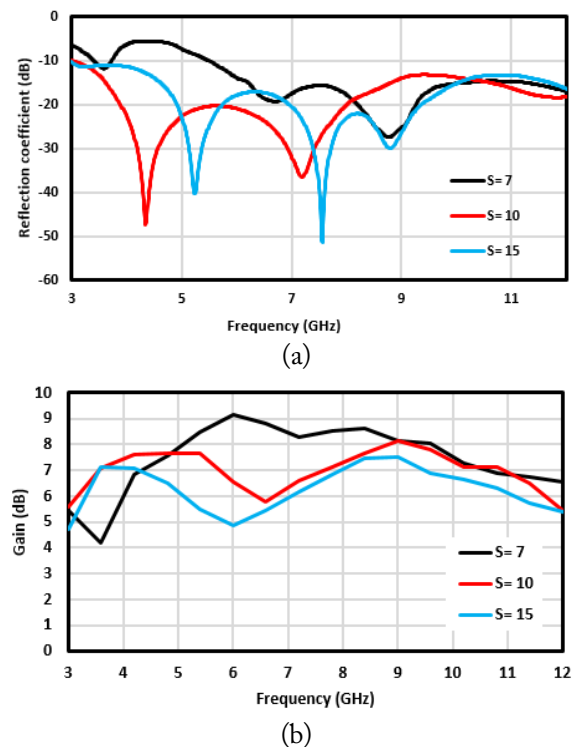 0
-10
-20
-30
-40
-50
-60
Reflection coefficient (dB)
S= 7
S= 10
S= 15
3 5 7 9 11
Frequency (GHz)
(a)
10
9
8
7
6
5
4
3
2
1
0
Gain (dB)
S= 7
S= 10
S= 15
3 4 5 6 7 8 9 10 11 12
Frequency (GHz)
(b)